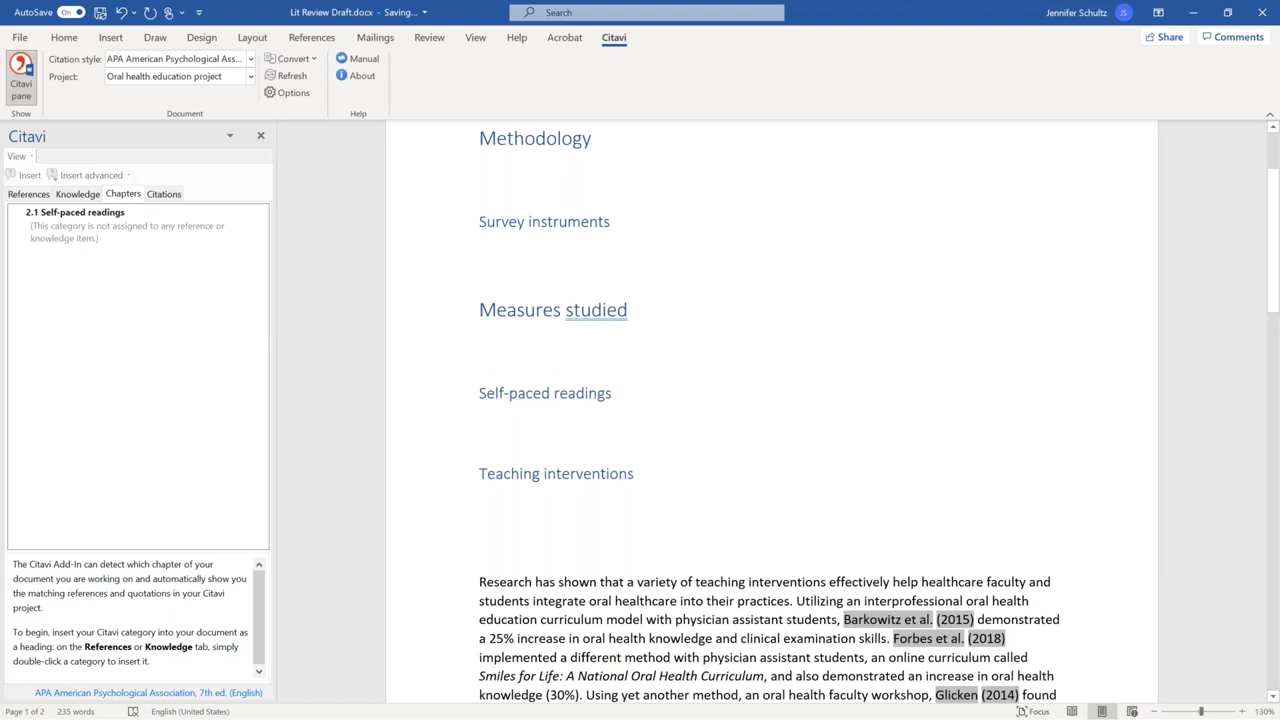 AutoSave On
Lit Review Draft.docx - Saving...
Search
Jennifer Schultz JS
File Home Insert Draw Design Layout References Mailings Review View Help Acrobat Citavi
Share Comments
Citavi pane
Show
Citation style: APA American Psychological Ass...
Project: Oral health education project
Convert
Refresh
Options
Document
Manual
About
Help
Citavi
View
Insert Insert advanced
References Knowledge Chapters Citations
2.1 Self-paced readings
(This category is not assigned to any reference or
knowledge item.)
The Citavi Add-In can detect which chapter of your
document you are working on and automatically show you
the matching references and quotations in your Citavi
project.
To begin, insert your Citavi category into your document as
a heading: on the References or Knowledge tab, simply
double-click a category to insert it.
APA American Psychological Association, 7th ed. (English)
Methodology
Survey instruments
Measures studied
Self-paced readings
Teaching interventions
Research has shown that a variety of teaching interventions effectively help healthcare faculty and
students integrate oral healthcare into their practices. Utilizing an interprofessional oral health
education curriculum model with physician assistant students, Barkowitz et al. (2015) demonstrated
a 25% increase in oral health knowledge and clinical examination skills. Forbes et al. (2018)
implemented a different method with physician assistant students, an online curriculum called
Smiles for Life: A National Oral Health Curriculum, and also demonstrated an increase in oral health
knowledge (30%). Using yet another method, an oral health faculty workshop, Glicken (2014) found
Page 1 of 2 235 words English (United States)
Focus 130%